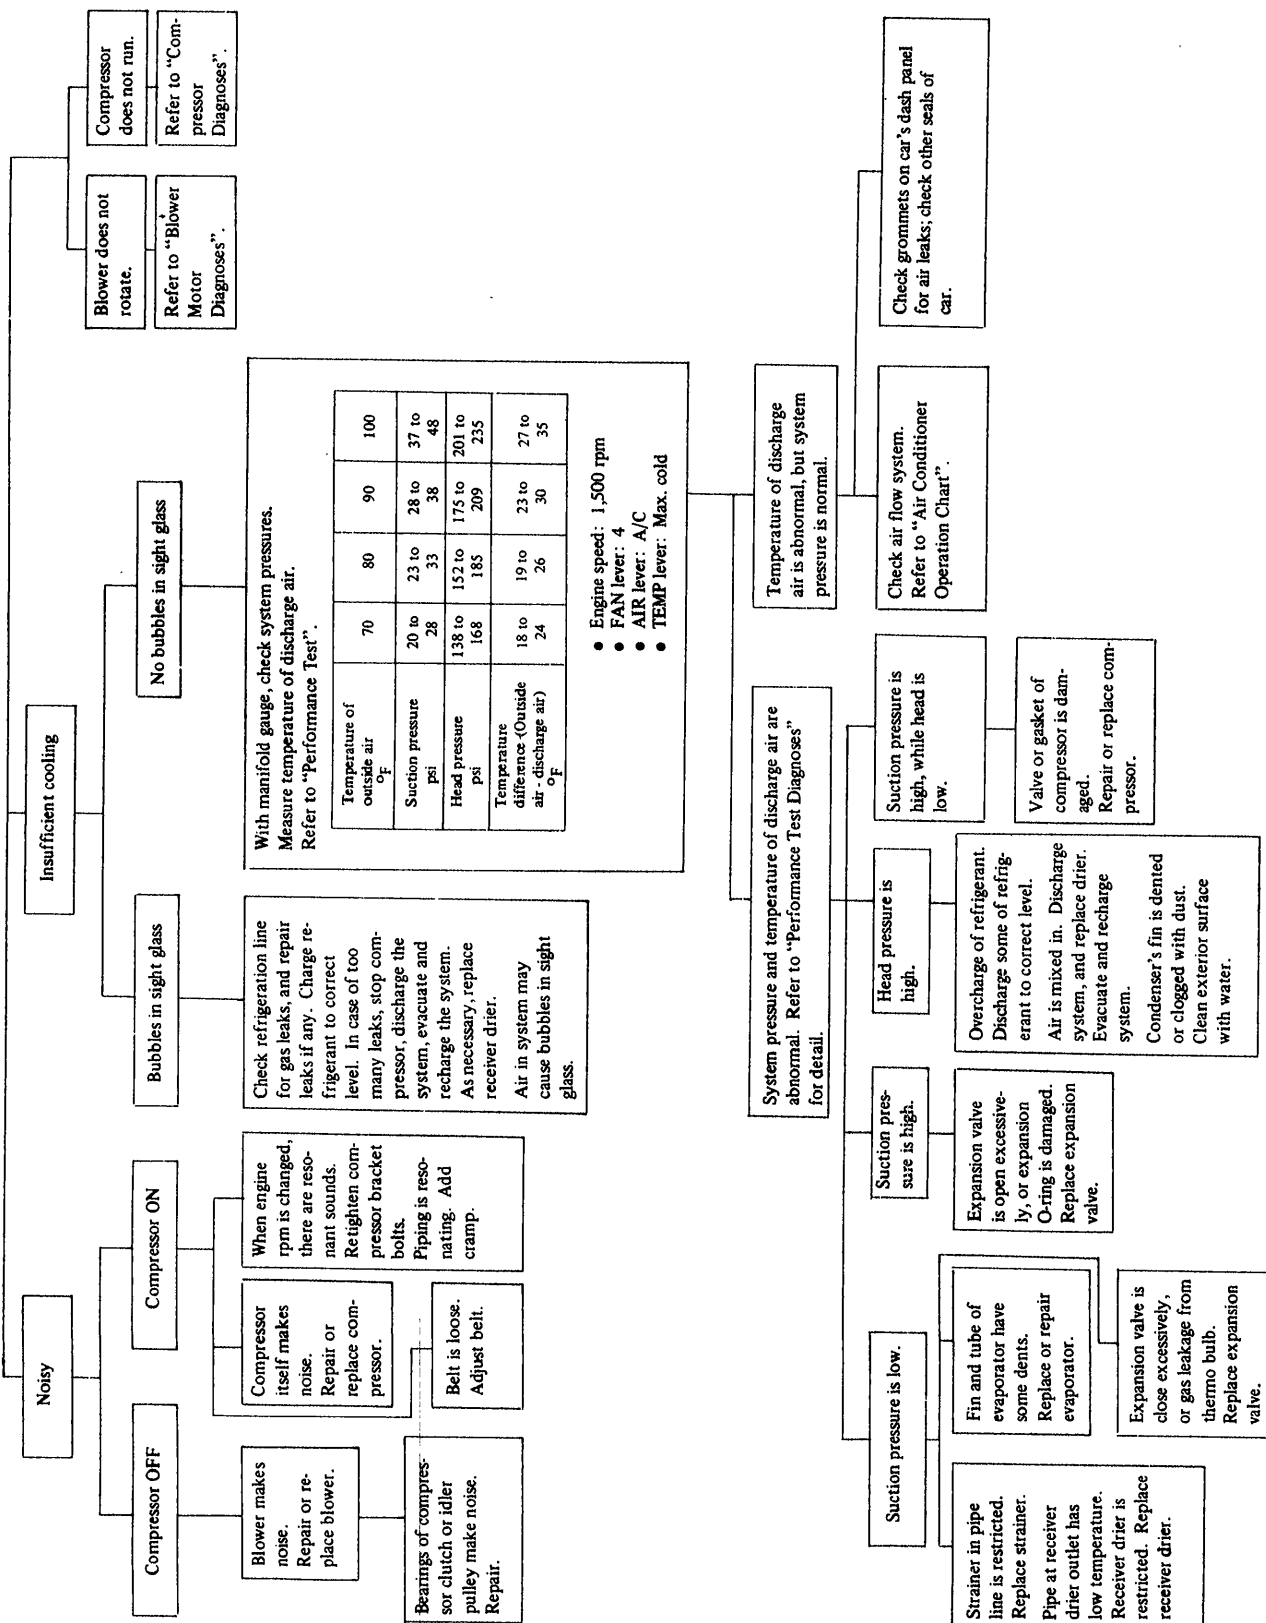 Noisy
Compressor OFF
Blower makes
noise.
Repair or re-
place blower.
Bearings of compres-
sor clutch or idler
pulley make noise.
Repair.
Compressor ON
Compressor
itself makes
noise.
Repair or
replace com-
pressor.
Belt is loose.
Adjust belt.
When engine
rpm is changed,
there are reso-
nant sounds.
Retighten com-
pressor bracket
bolts.
Piping is reso-
nating. Add
cramp.
Insufficient cooling
Bubbles in sight glass
Check refrigeration line
for gas leaks, and repair
leaks if any. Charge re-
frigerant to correct
level. In case of too
many leaks, stop com-
pressor, discharge the
system, evacuate and
recharge the system.
As necessary, replace
receiver drier.
Air in system may
cause bubbles in sight
glass.
No bubbles in sight glass
With manifold gauge, check system pressures.
Measure temperature of discharge air.
Refer to “Performance Test”.
Temperature of
outside air
°F
70
80
90
100
Suction pressure
psi
20 to
28
23 to
33
28 to
38
37 to
48
Head pressure
psi
138 to
168
152 to
185
175 to
209
201 to
235
Temperature
difference (Outside
air - discharge air)
°F
18 to
24
19 to
26
23 to
30
27 to
35
● Engine speed: 1,500 rpm
● FAN lever: 4
● AIR lever: A/C
● TEMP lever: Max. cold
Blower does not
rotate.
Refer to “Blower
Motor
Diagnoses”.
Compressor
does not run.
Refer to “Com-
pressor
Diagnoses”.
System pressure and temperature of discharge air are
abnormal. Refer to “Performance Test Diagnoses”
for detail.
Suction pressure is low.
Strainer in pipe
line is restricted.
Replace strainer.
Pipe at receiver
drier outlet has
low temperature.
Receiver drier is
restricted. Replace
receiver drier.
Fin and tube of
evaporator have
some dents.
Replace or repair
evaporator.
Expansion valve is
close excessively,
or gas leakage from
thermo bulb.
Replace expansion
valve.
Suction pres-
sure is high.
Expansion valve
is open excessive-
ly, or expansion
O-ring is damaged.
Replace expansion
valve.
Head pressure is
high.
Overcharge of refrigerant.
Discharge some of refrig-
erant to correct level.
Air is mixed in. Discharge
system, and replace drier.
Evacuate and recharge
system.
Condenser’s fin is dented
or clogged with dust.
Clean exterior surface
with water.
Suction pressure is
high, while head is
low.
Valve or gasket of
compressor is dam-
aged.
Repair or replace com-
pressor.
Temperature of discharge
air is abnormal, but system
pressure is normal.
Check air flow system.
Refer to “Air Conditioner
Operation Chart”.
Check grommets on car’s dash panel
for air leaks; check other seals of
car.